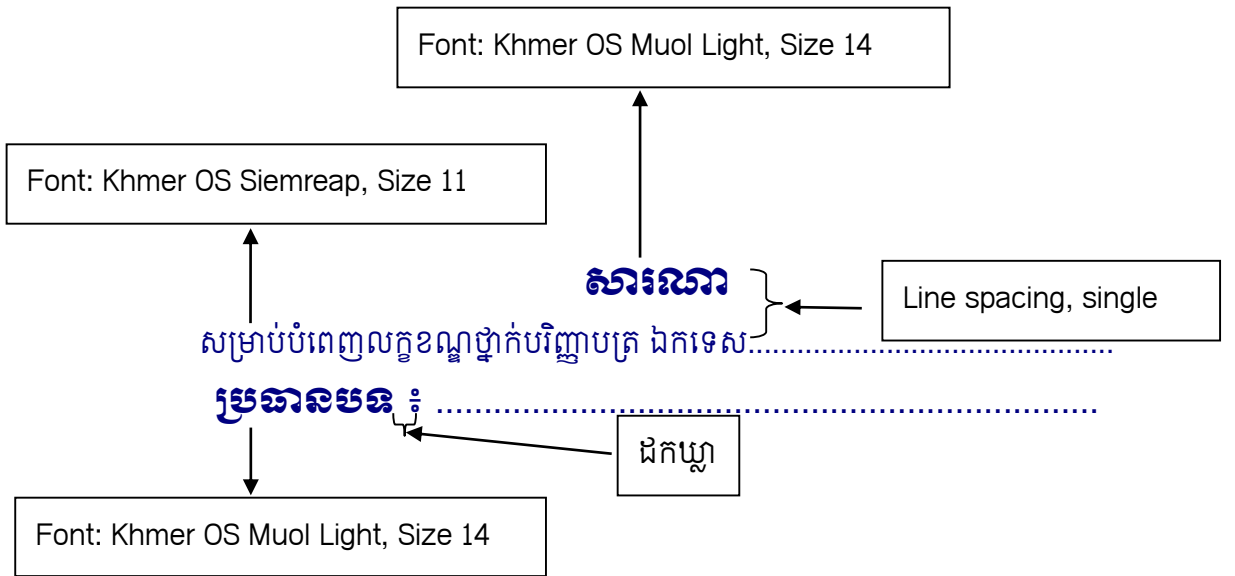 Font: Khmer OS Muol Light, Size 14
Font: Khmer OS Siemreap, Size 11
សារណា
Line spacing, single
សម្រាប់បំពេញលក្ខខណ្ឌថ្នាក់បរិញ្ញាបត្រ ឯកទេស...............................................
ប្រធានបទ ៖ ......................................................................
ដកឃ្លា
Font: Khmer OS Muol Light, Size 14